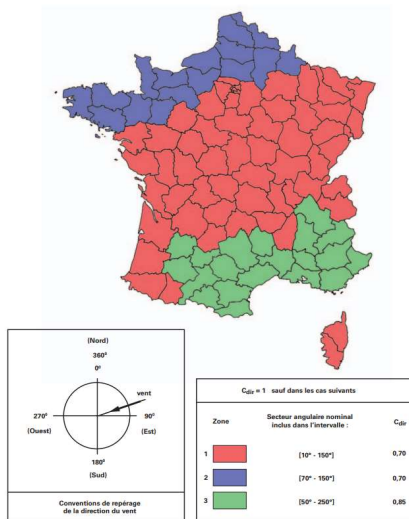 (Nord)
360°
0°
vent
270°
90°
(Ouest)
(Est)
180°
(Sud)
Conventions de repérage
de la direction du vent
Cdir = 1 sauf dans les cas suivants
Zone Secteur angulaire nominal inclus dans l'intervalle : Cdir
1 [10° - 150°] 0,70
2 [70° - 150°] 0,70
3 [50° - 250°] 0,85